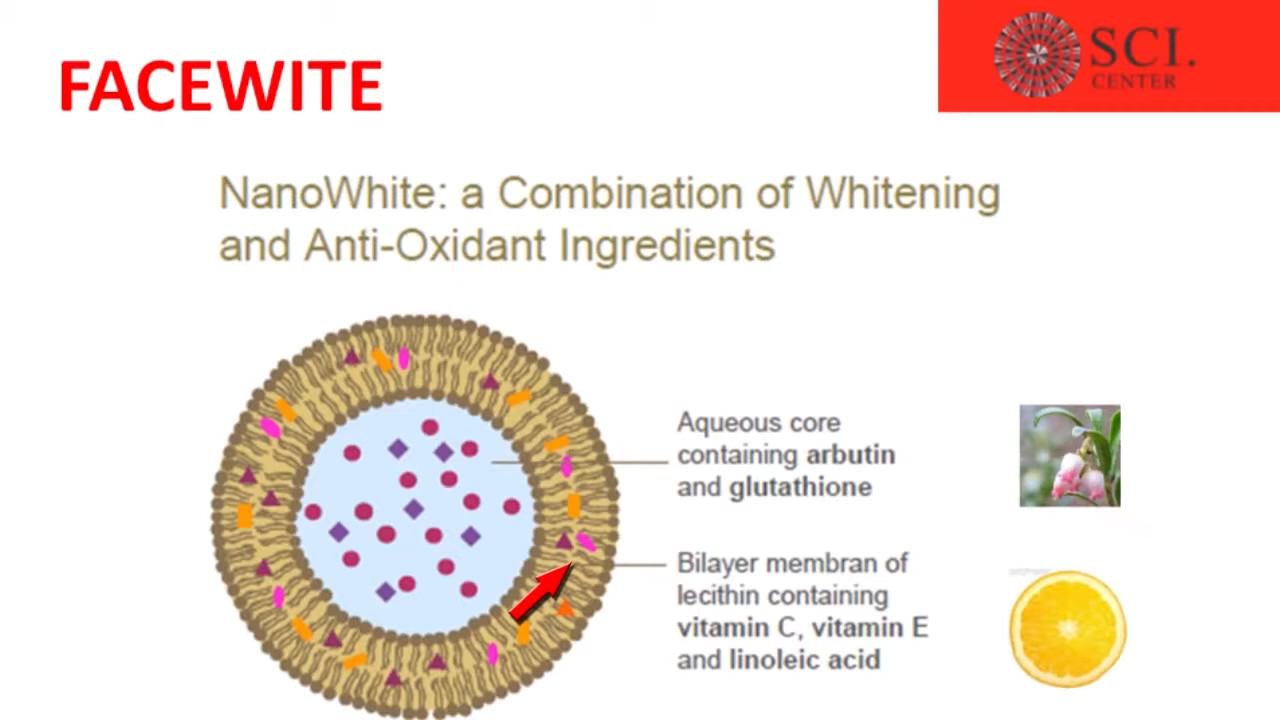 FACEWITE
SCI.
CENTER
NanoWhite: a Combination of Whitening
and Anti-Oxidant Ingredients
Aqueous core
containing arbutin
and glutathione
Bilayer membran of
lecithin containing
vitamin C, vitamin E
and linoleic acid